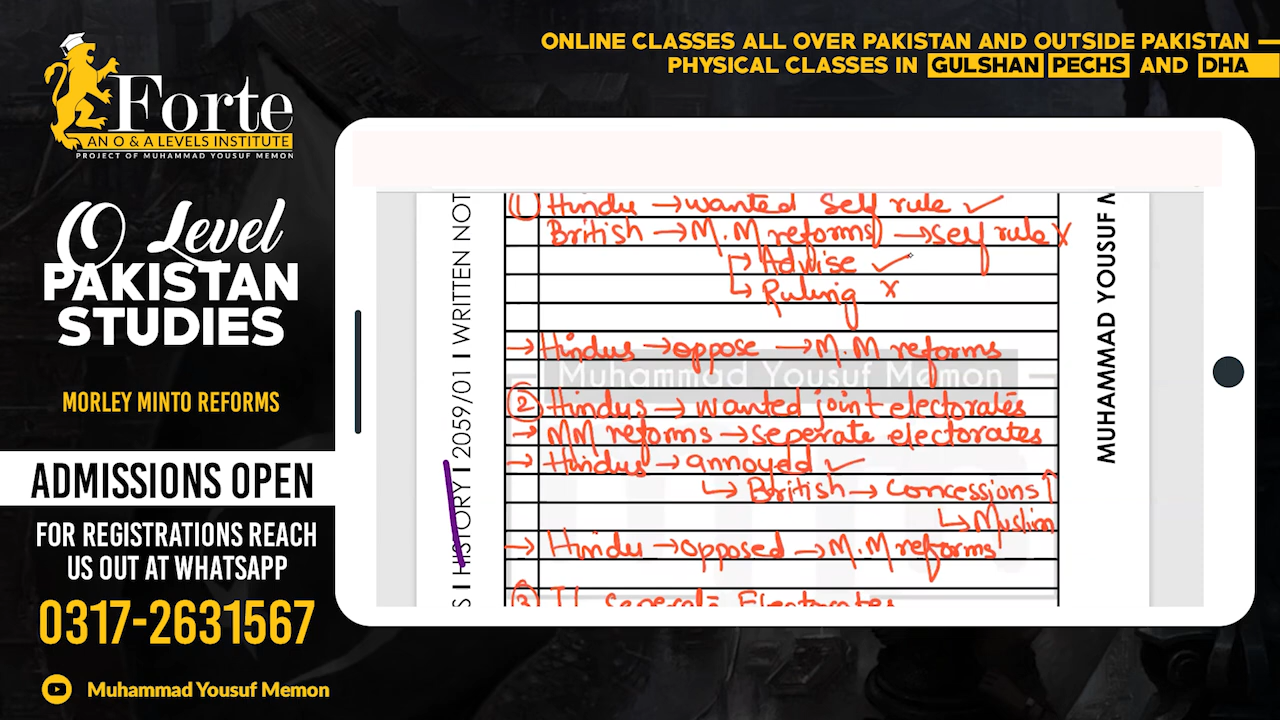 Forte
AN O & A LEVELS INSTITUTE
PROJECT OF MUHAMMAD YOUSUF MEMON
ONLINE CLASSES ALL OVER PAKISTAN AND OUTSIDE PAKISTAN
PHYSICAL CLASSES IN GULSHAN PECHS AND DHA
O Level
PAKISTAN
STUDIES
MORLEY MINTO REFORMS
ADMISSIONS OPEN
FOR REGISTRATIONS REACH
US OUT AT WHATSAPP
0317-2631567
Muhammad Yousuf Memon
S I HISTORY I 2059/01 I WRITTEN NOT
① Hindu → wanted Self rule ✓
British → M.M reforms) → self rule X
↳ Advise ✓
↳ Ruling X
→ Hindus → oppose → M.M reforms
Muhammad Yousuf Memon
② Hindus → wanted joint electorates
→ MM reforms → seperate electorates
→ Hindus → annoyed ✓
↳ British → concessions ↑
↳ Muslim
→ Hindu → opposed → M.M reforms
③ Seperate Electorates
MUHAMMAD YOUSUF M